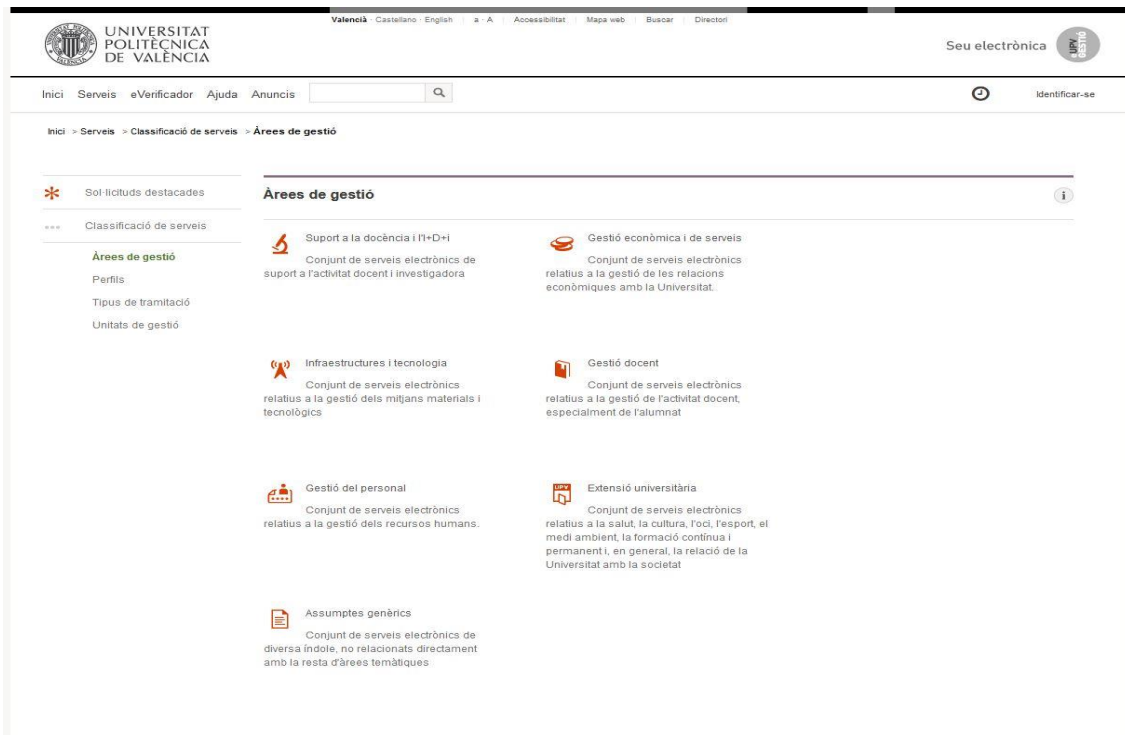 Valencià · Castellano · English | a · A | Accessibilitat | Mapa web | Buscar | Directori
UNIVERSITAT
POLITÈCNICA
DE VALÈNCIA
Seu electrònica
UPV
GESTIÓ
Inici Serveis eVerificador Ajuda Anuncis
Identificar-se
Inici > Serveis > Classificació de serveis > Àrees de gestió
Sol·licituds destacades
Classificació de serveis
Àrees de gestió
Perfils
Tipus de tramitació
Unitats de gestió
Àrees de gestió
i
Suport a la docència i l'I+D+i
Conjunt de serveis electrònics de
suport a l'activitat docent i investigadora
Gestió econòmica i de serveis
Conjunt de serveis electrònics
relatius a la gestió de les relacions
econòmiques amb la Universitat.
Infraestructures i tecnologia
Conjunt de serveis electrònics
relatius a la gestió dels mitjans materials i
tecnològics
Gestió docent
Conjunt de serveis electrònics
relatius a la gestió de l'activitat docent,
especialment de l'alumnat
Gestió del personal
Conjunt de serveis electrònics
relatius a la gestió dels recursos humans.
UPV
Extensió universitària
Conjunt de serveis electrònics
relatius a la salut, la cultura, l'oci, l'esport, el
medi ambient, la formació contínua i
permanent i, en general, la relació de la
Universitat amb la societat
Assumptes genèrics
Conjunt de serveis electrònics de
diversa índole, no relacionats directament
amb la resta d'àrees temàtiques